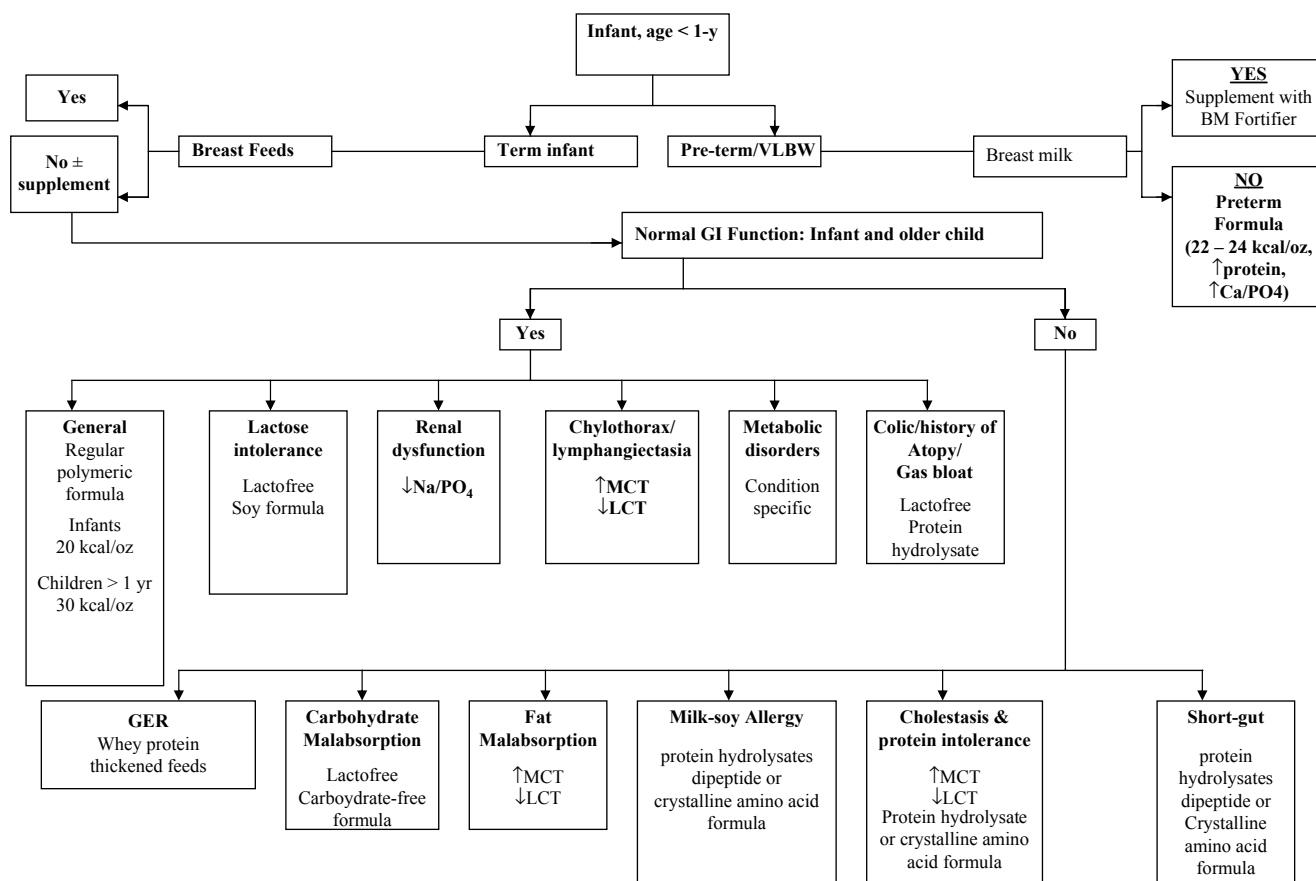 Infant, age < 1-y
Yes
No ±
supplement
Breast Feeds
Term infant
Pre-term/VLBW
Breast milk
YES
Supplement with
BM Fortifier
NO
Preterm
Formula
(22 – 24 kcal/oz,
↑protein,
↑Ca/PO4)
Normal GI Function: Infant and older child
Yes
No
General
Regular
polymeric
formula
Infants
20 kcal/oz
Children > 1 yr
30 kcal/oz
Lactose
intolerance
Lactofree
Soy formula
Renal
dysfunction
↓Na/PO₄
Chylothorax/
lymphangiectasia
↑MCT
↓LCT
Metabolic
disorders
Condition
specific
Colic/history of
Atopy/
Gas bloat
Lactofree
Protein
hydrolysate
GER
Whey protein
thickened feeds
Carbohydrate
Malabsorption
Lactofree
Carboydrate-free
formula
Fat
Malabsorption
↑MCT
↓LCT
Milk-soy Allergy
protein hydrolysates
dipeptide or
crystalline amino acid
formula
Cholestasis &
protein intolerance
↑MCT
↓LCT
Protein hydrolysate
or crystalline amino
acid formula
Short-gut
protein
hydrolysates
dipeptide or
Crystalline
amino acid
formula